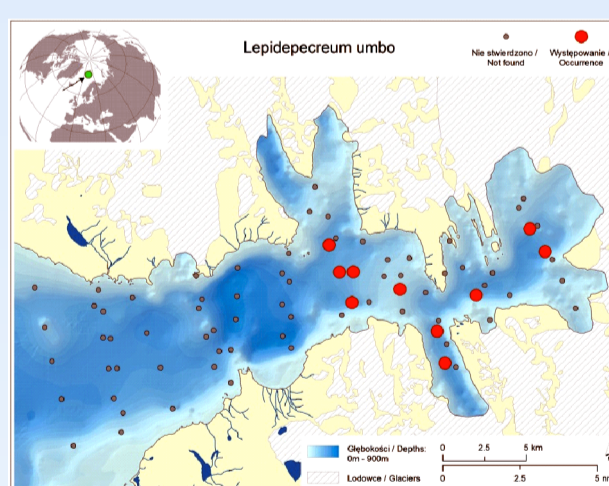 Lepidepecreum umbo
Nie stwierdzono /
Not found
Występowanie /
Occurrence
Głębokości / Depths:
0m - 900m
Lodowce / Glaciers
0 2.5 5 km
0 2.5 5